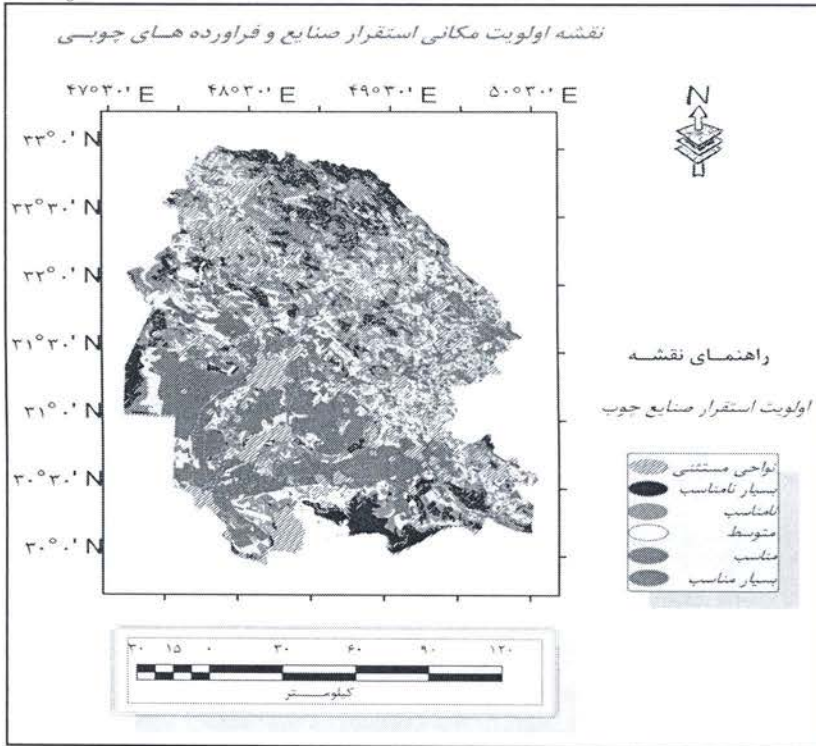 نقشه اولویت مکانی استقرار صنایع و فراورده های چوبی
۴۷°۳۰' E ۴۸°۳۰' E ۴۹°۳۰' E ۵۰°۳۰' E
N
۳۳°۰' N
۳۲°۳۰' N
۳۲°۰' N
۳۱°۳۰' N
۳۱°۰' N
۳۰°۳۰' N
۳۰°۰' N
راهنمای نقشه
اولویت استقرار صنایع چوب
نواحی مستثنی
بسیار نامناسب
نامناسب
متوسط
مناسب
بسیار مناسب
۳۰ ۱۵ ۰ ۳۰ ۶۰ ۹۰ ۱۲۰
کیلومتر